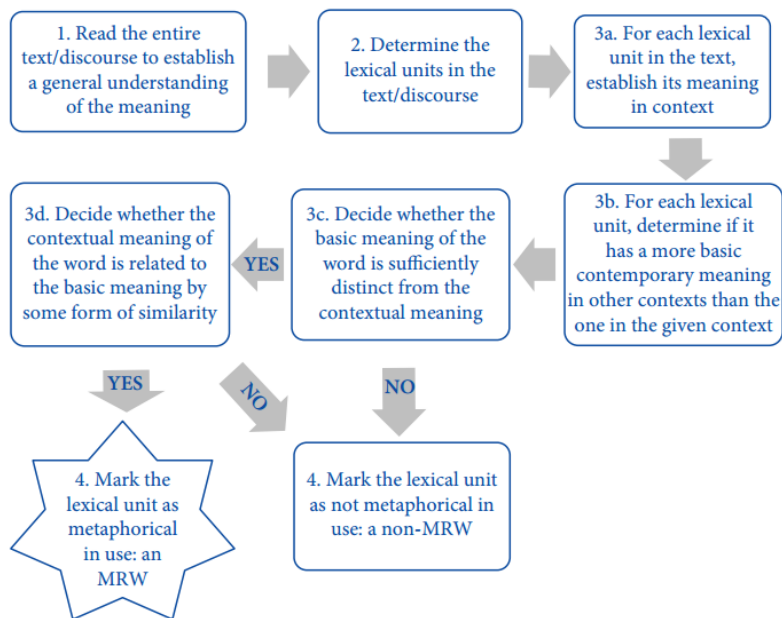 1. Read the entire
text/discourse to establish
a general understanding
of the meaning
2. Determine the
lexical units in the
text/discourse
3a. For each lexical
unit in the text,
establish its meaning
in context
3b. For each lexical
unit, determine if it
has a more basic
contemporary meaning
in other contexts than the
one in the given context
3c. Decide whether the
basic meaning of the
word is sufficiently
distinct from the
contextual meaning
YES
3d. Decide whether the
contextual meaning of
the word is related to
the basic meaning by
some form of similarity
YES
NO
NO
4. Mark the
lexical unit as
metaphorical
in use: an
MRW
4. Mark the lexical unit
as not metaphorical in
use: a non-MRW